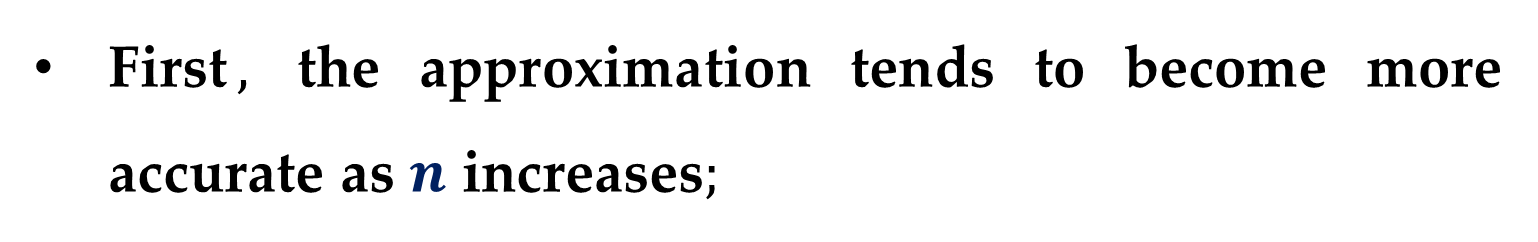 • First, the approximation tends to become more
accurate as n increases;